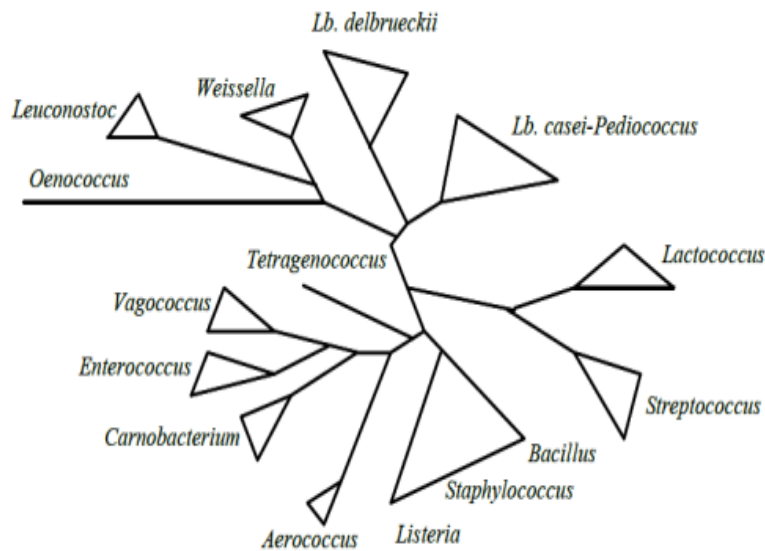 Lb. delbrueckii
Weissella
Leuconostoc
Lb. casei-Pediococcus
Oenococcus
Tetragenococcus
Lactococcus
Vagococcus
Enterococcus
Streptococcus
Carnobacterium
Bacillus
Staphylococcus
Aerococcus
Listeria